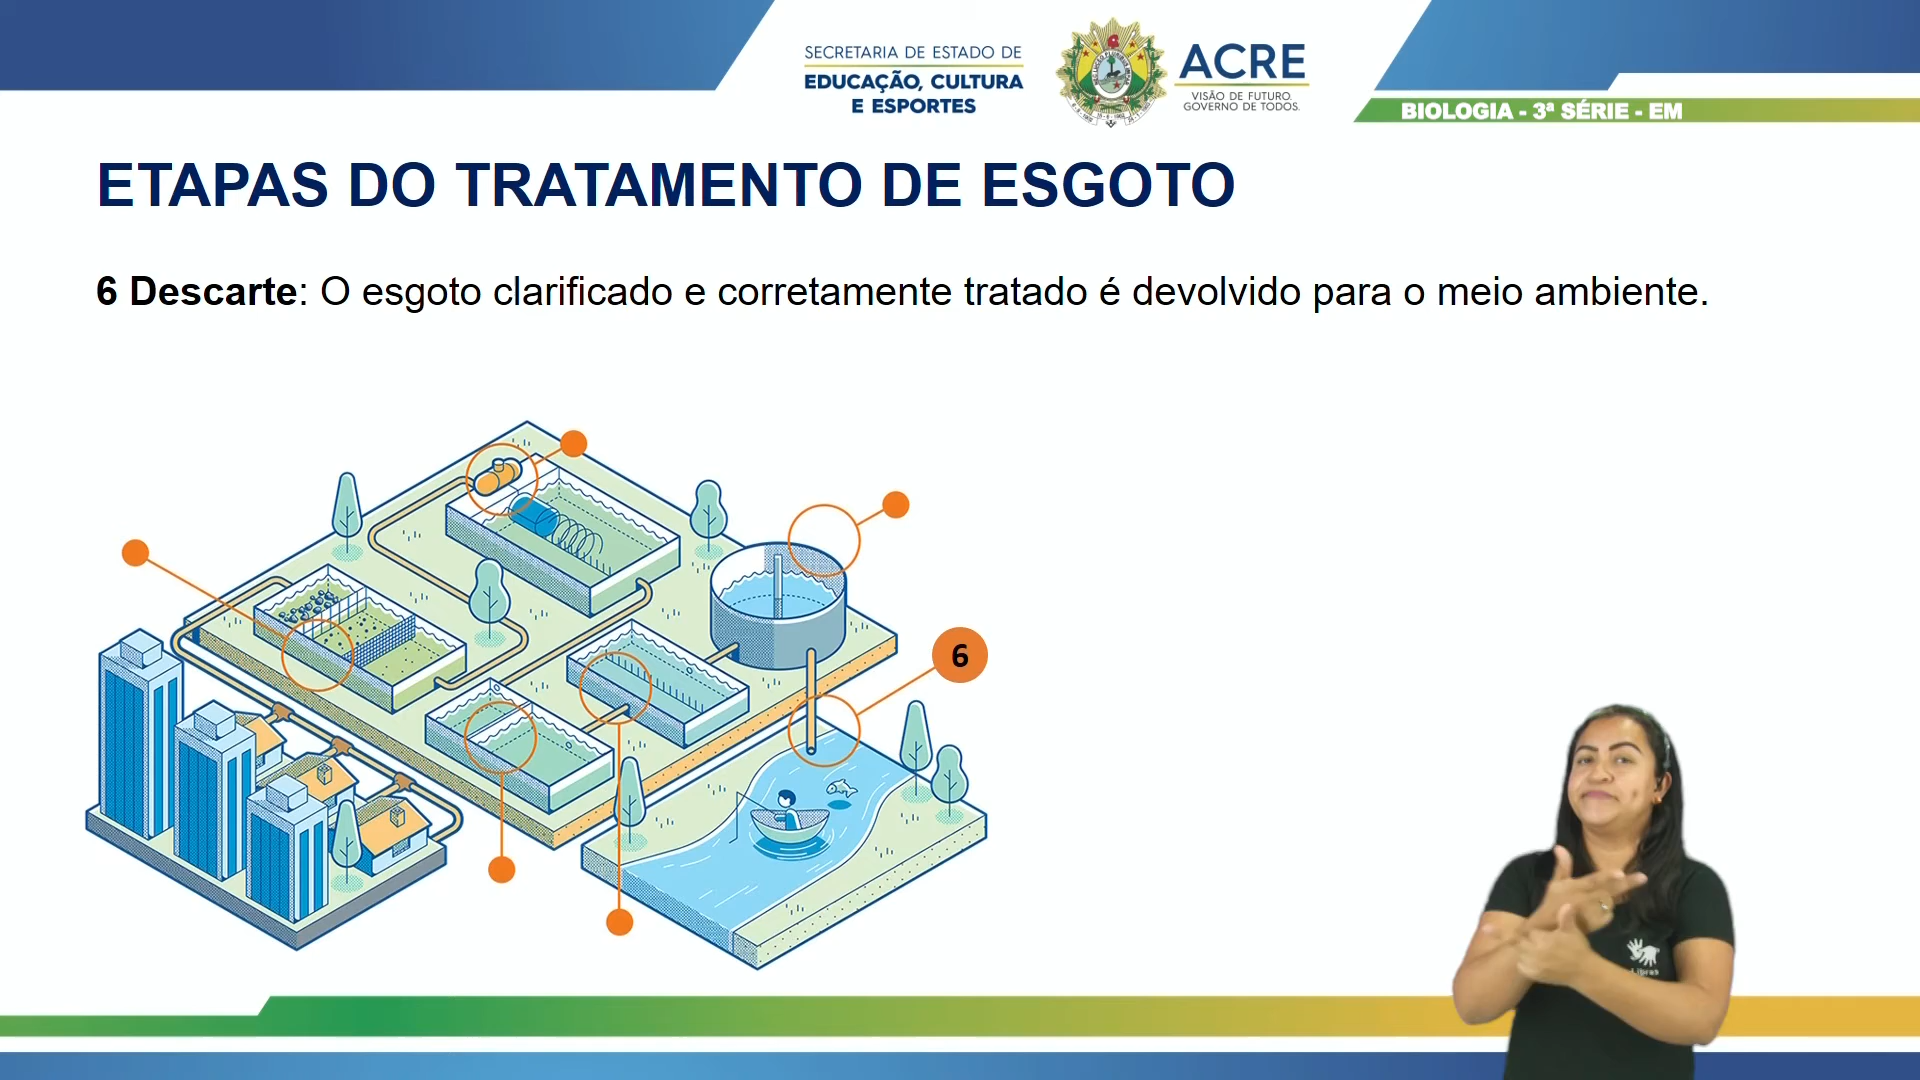 SECRETARIA DE ESTADO DE
EDUCAÇÃO, CULTURA
E ESPORTES
ACRE
VISÃO DE FUTURO.
GOVERNO DE TODOS.
BIOLOGIA - 3ª SÉRIE - EM
ETAPAS DO TRATAMENTO DE ESGOTO
6 Descarte: O esgoto clarificado e corretamente tratado é devolvido para o meio ambiente.
6
Libras